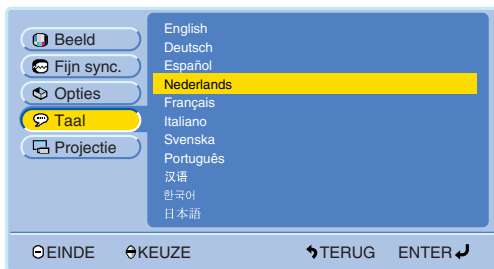 Beeld
Fijn sync.
Opties
Taal
Projectie
English
Deutsch
Español
Nederlands
Français
Italiano
Svenska
Português
汉语
한국어
日本語
EINDE KEUZE TERUG ENTER